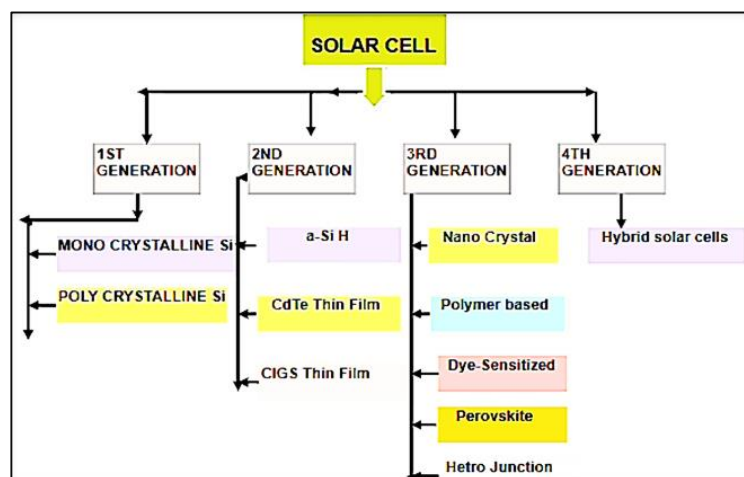 SOLAR CELL
1ST
GENERATION
2ND
GENERATION
3RD
GENERATION
4TH
GENERATION
MONO CRYSTALLINE Si
POLY CRYSTALLINE Si
a-Si H
CdTe Thin Film
CIGS Thin Film
Nano Crystal
Polymer based
Dye-Sensitized
Perovskite
Hetro Junction
Hybrid solar cells